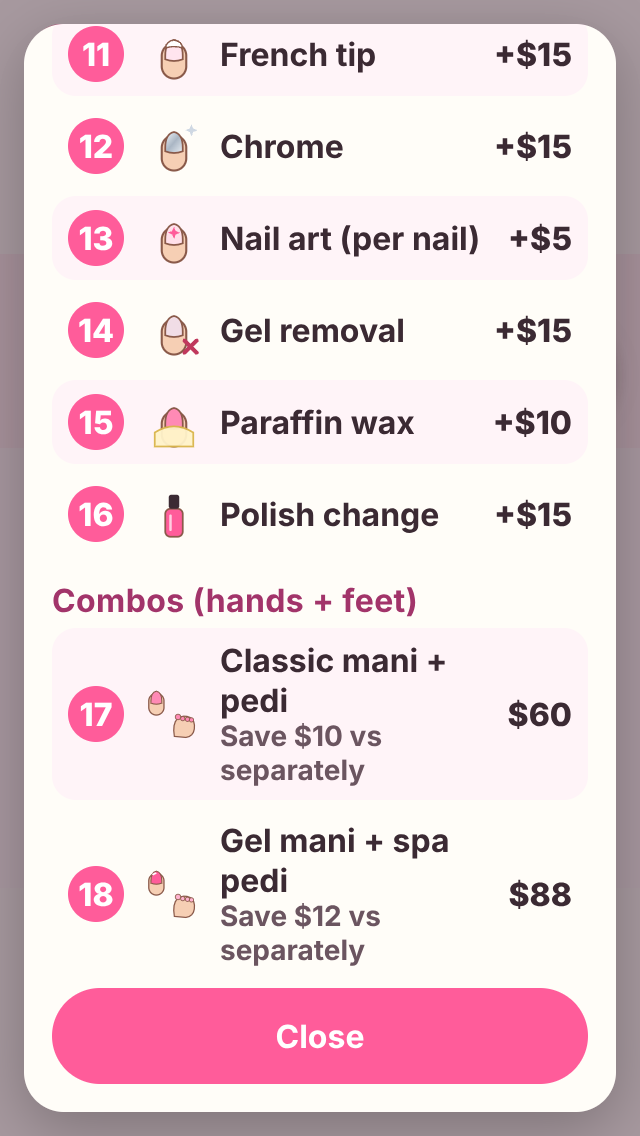 11 French tip +$15
12 Chrome +$15
13 Nail art (per nail) +$5
14 Gel removal +$15
15 Paraffin wax +$10
16 Polish change +$15
Combos (hands + feet)
Classic mani +
pedi
17 $60
Save $10 vs
separately
Gel mani + spa
pedi
18 $88
Save $12 vs
separately
Close